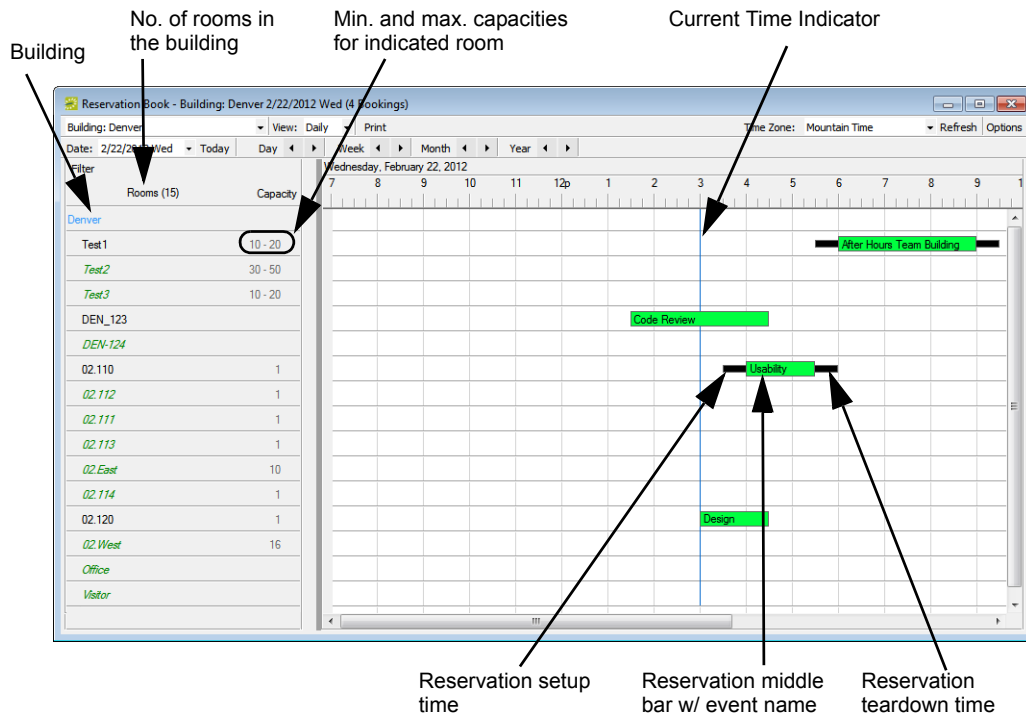 No. of rooms in
the building
Min. and max. capacities
for indicated room
Current Time Indicator
Building
Reservation Book - Building: Denver 2/22/2012 Wed (4 Bookings)
Building: Denver View: Daily Print Time Zone: Mountain Time Refresh Options
Date: 2/22/2012 Wed Today Day Week Month Year
Filter Wednesday, February 22, 2012
Rooms (15) Capacity 7 8 9 10 11 12p 1 2 3 4 5 6 7 8 9 1
Denver
Test1 10 - 20 After Hours Team Building
Test2 30 - 50
Test3 10 - 20
DEN_123 Code Review
DEN-124
02.110 1 Usability
02.112 1
02.111 1
02.113 1
02.East 10
02.114 1
02.120 1 Design
02.West 16
Office
Visitor
Reservation setup
time
Reservation middle
bar w/ event name
Reservation
teardown time